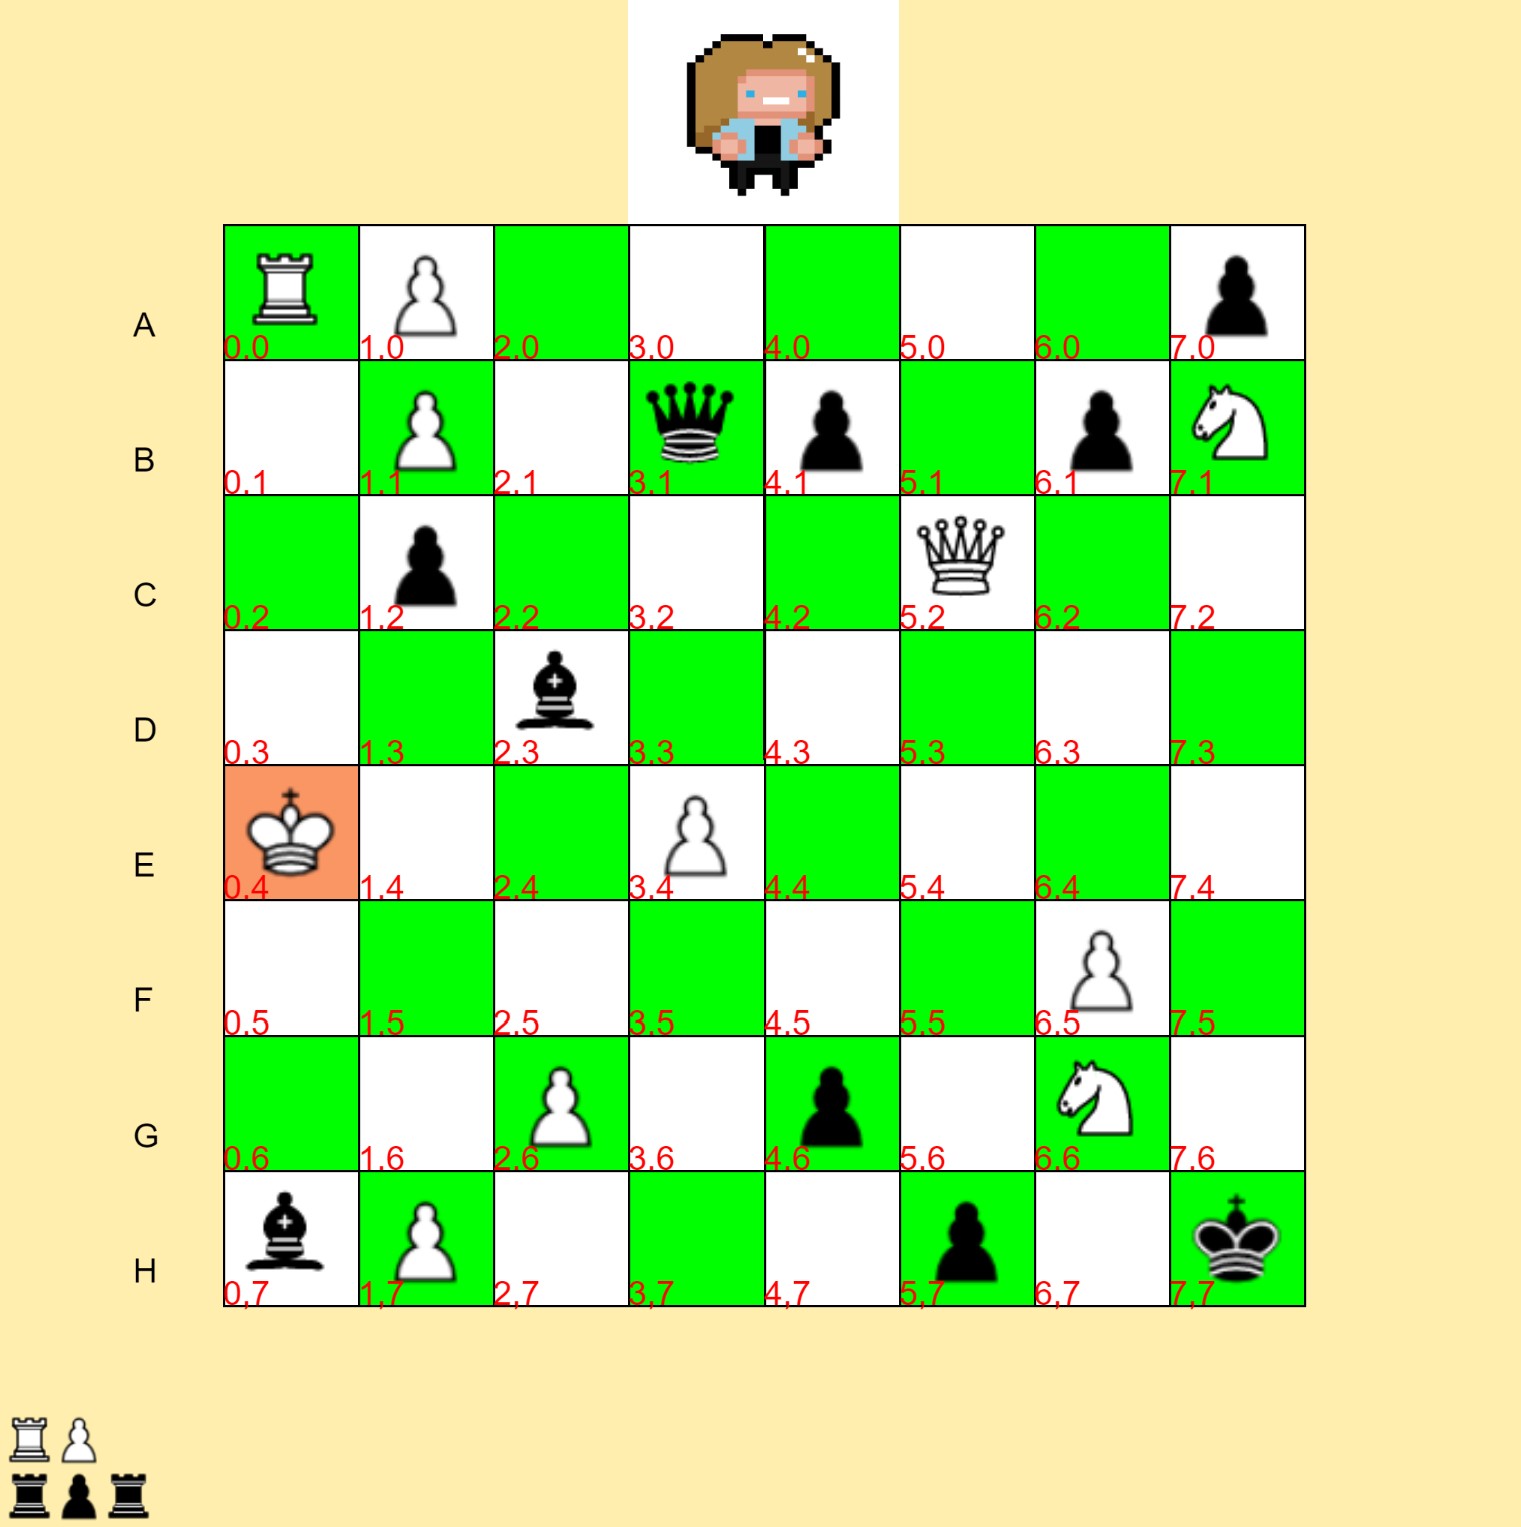 A
0,0 1,0 2,0 3,0 4,0 5,0 6,0 7,0
B
0,1 1,1 2,1 3,1 4,1 5,1 6,1 7,1
C
0,2 1,2 2,2 3,2 4,2 5,2 6,2 7,2
D
0,3 1,3 2,3 3,3 4,3 5,3 6,3 7,3
E
0,4 1,4 2,4 3,4 4,4 5,4 6,4 7,4
F
0,5 1,5 2,5 3,5 4,5 5,5 6,5 7,5
G
0,6 1,6 2,6 3,6 4,6 5,6 6,6 7,6
H
0,7 1,7 2,7 3,7 4,7 5,7 6,7 7,7